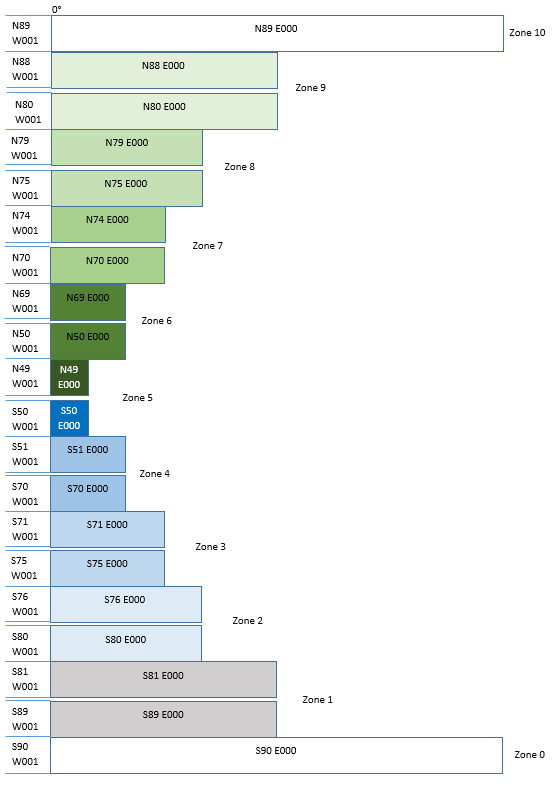 0°
N89
W001
N89 E000
Zone 10
N88
W001
N88 E000
Zone 9
N80
W001
N80 E000
N79
W001
N79 E000
Zone 8
N75
W001
N75 E000
N74
W001
N74 E000
Zone 7
N70
W001
N70 E000
N69
W001
N69 E000
Zone 6
N50
W001
N50 E000
N49
W001
N49
E000
Zone 5
S50
W001
S50
E000
S51
W001
S51 E000
Zone 4
S70
W001
S70 E000
S71
W001
S71 E000
Zone 3
S75
W001
S75 E000
S76
W001
S76 E000
Zone 2
S80
W001
S80 E000
S81
W001
S81 E000
Zone 1
S89
W001
S89 E000
S90
W001
S90 E000
Zone 0